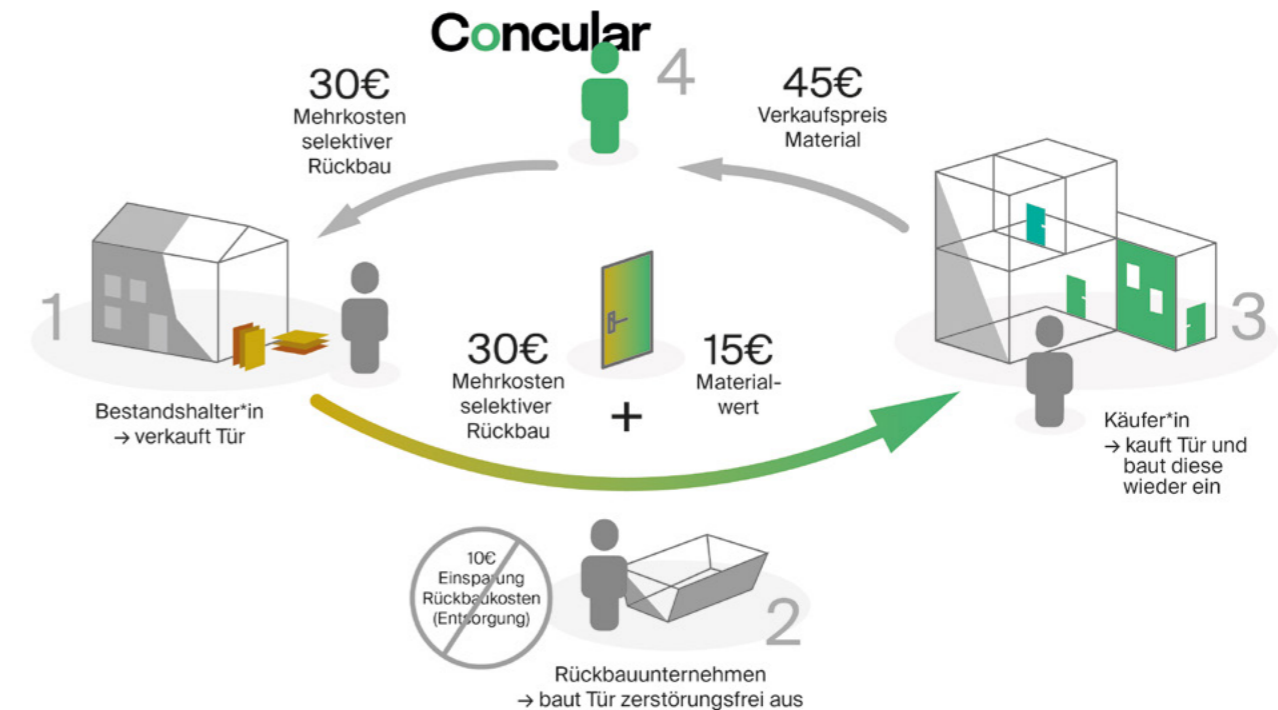 Concular
4
30€
Mehrkosten
selektiver
Rückbau
45€
Verkaufspreis
Material
1
Bestandshalter*in
→ verkauft Tür
30€
Mehrkosten
selektiver
Rückbau
+
15€
Material-
wert
3
Käufer*in
→ kauft Tür und
baut diese
wieder ein
10€
Einsparung
Rückbaukosten
(Entsorgung)
2
Rückbauunternehmen
→ baut Tür zerstörungsfrei aus